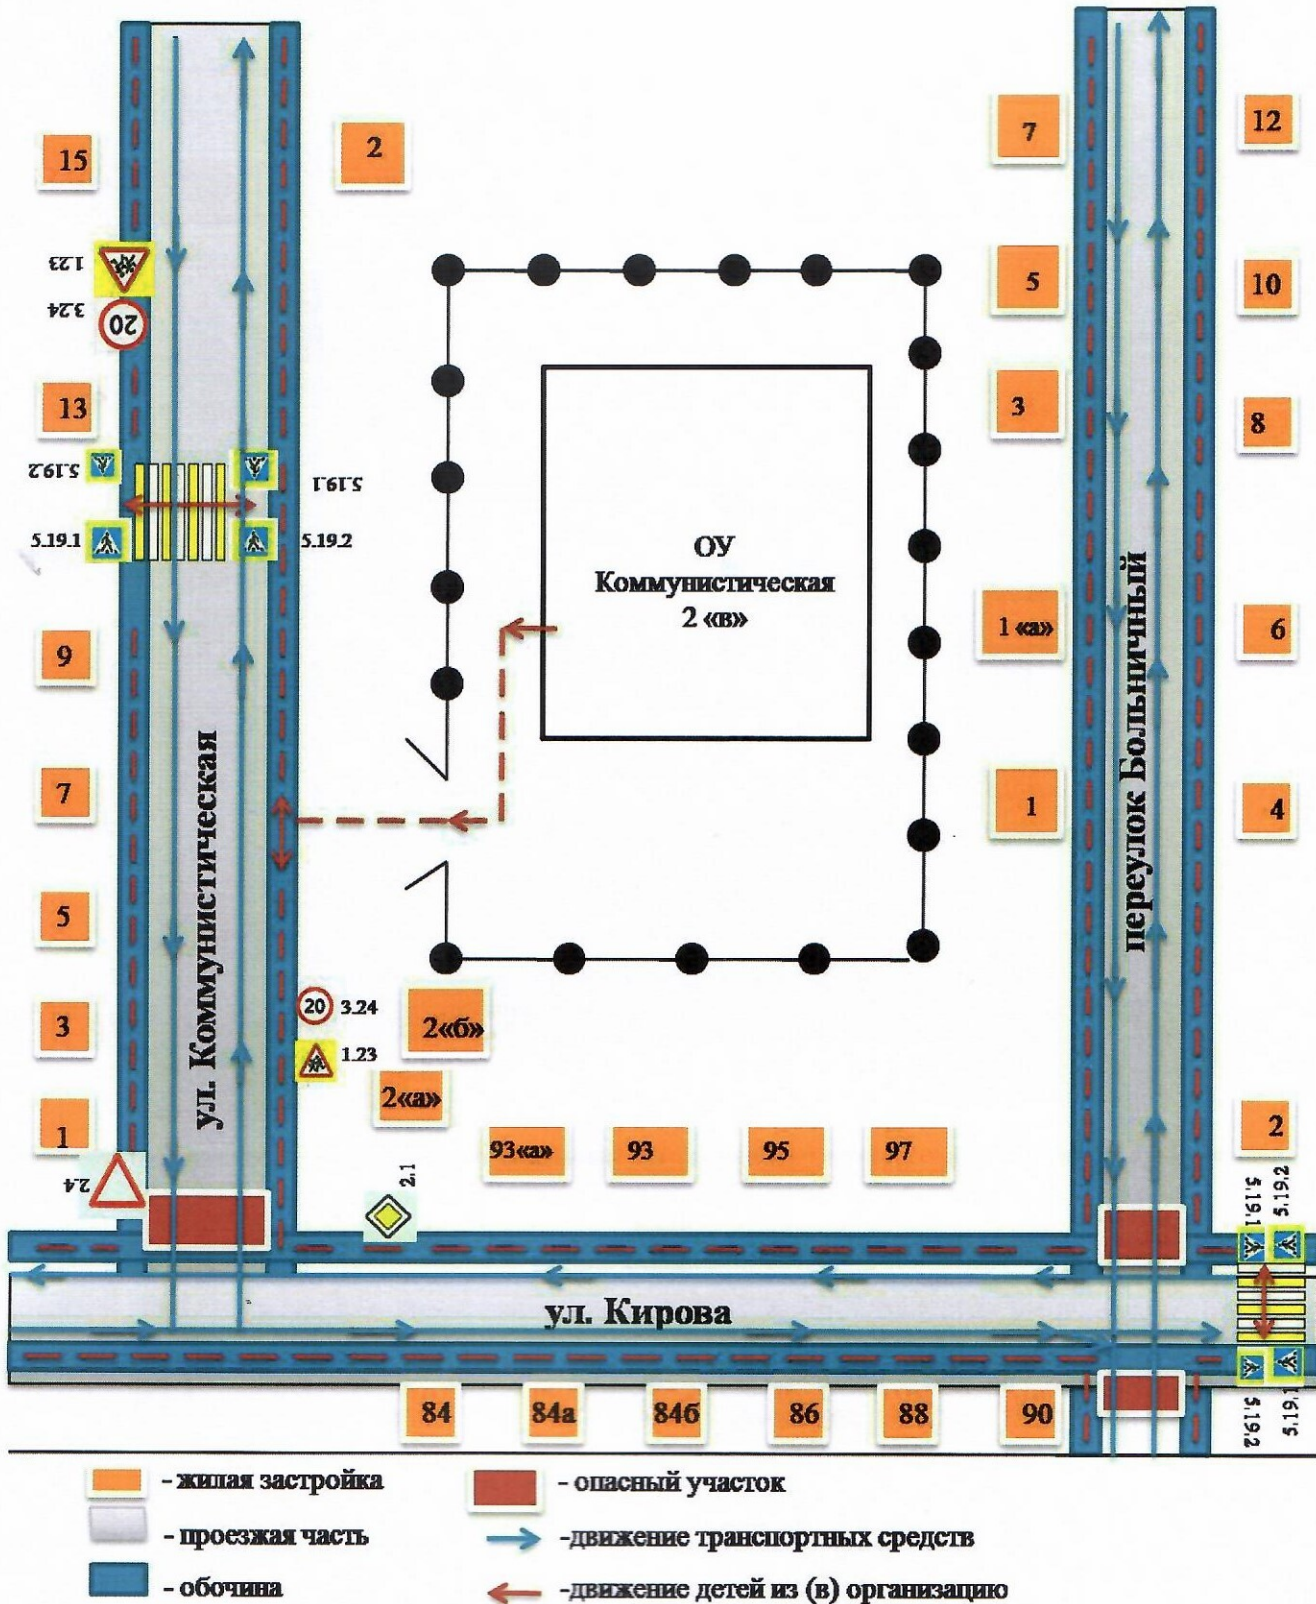 15
2
7
12
1.23
3.24
20
5
10
13
3
8
5.19.2
5.19.1
5.19.1
5.19.2
ОУ
Коммунистическая
2 «в»
9
1 «а»
6
7
1
4
ул. Коммунистическая
переулок Больничный
5
3
20
3.24
2«б»
1.23
2«а»
1
93«а»
93
95
97
2
2.4
2.1
5.19.1
5.19.2
ул. Кирова
84
84а
84б
86
88
90
5.19.2
5.19.1
- жилая застройка
- опасный участок
- проезжая часть
-движение транспортных средств
- обочина
-движение детей из (в) организацию